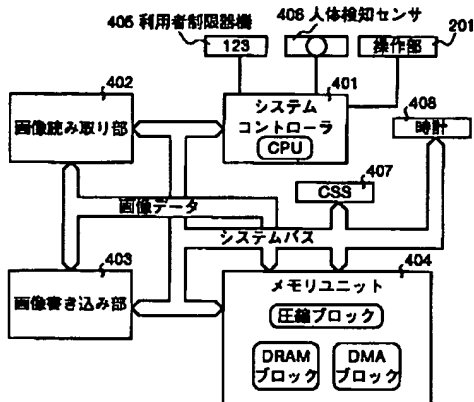 405 利用者制限器機
406 人体検知センサ
123
操作部
201
402
401
408
画像読み取り部
システム
コントローラ
CPU
時計
407
CSS
画像データ
システムバス
403
404
画像書き込み部
メモリユニット
圧縮ブロック
DRAM
ブロック
DMA
ブロック